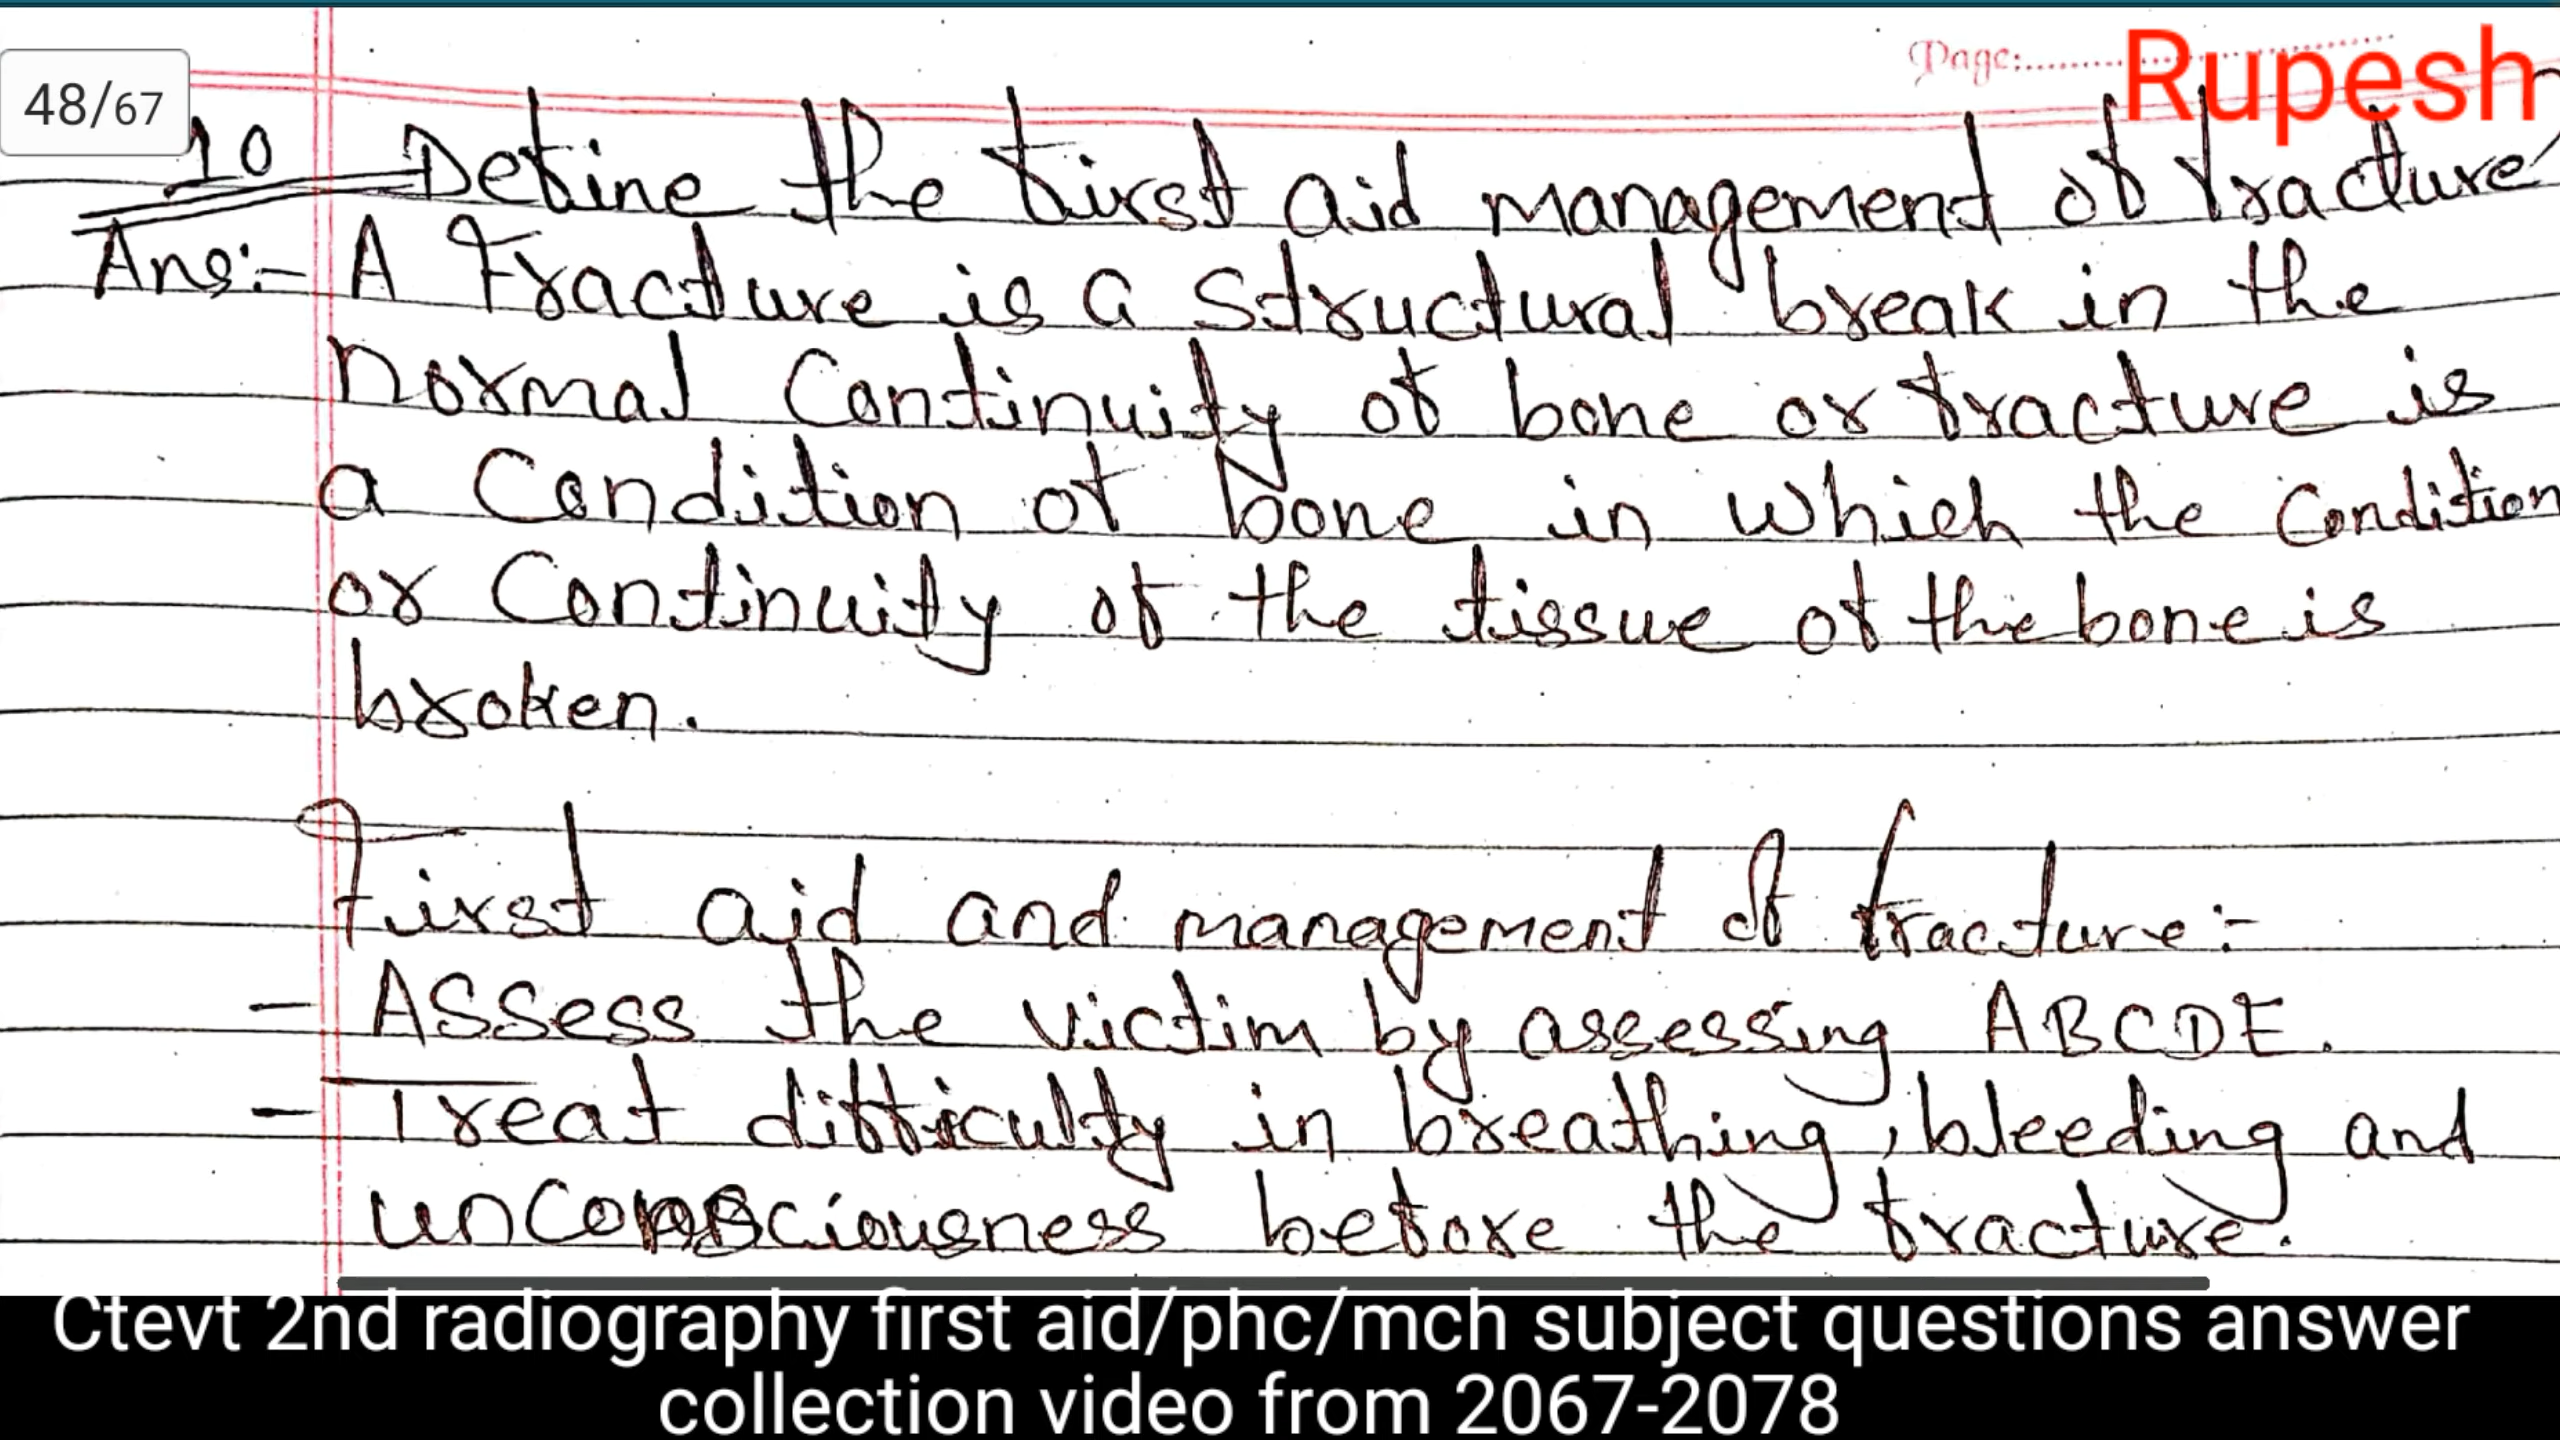 Page:
Rupesh
48/67
10 Define the first aid management of fracture
Ans:- A Fracture is a structural break in the
normal continuity of bone or fracture is
a condition of bone in which the condition
or continuity of the tissue of the bone is
broken.
First aid and management of fracture:-
- Assess the victim by assessing ABCDE.
- Treat difficulty in breathing, bleeding and
unconsciousness before the fracture.
Ctevt 2nd radiography first aid/phc/mch subject questions answer
collection video from 2067-2078